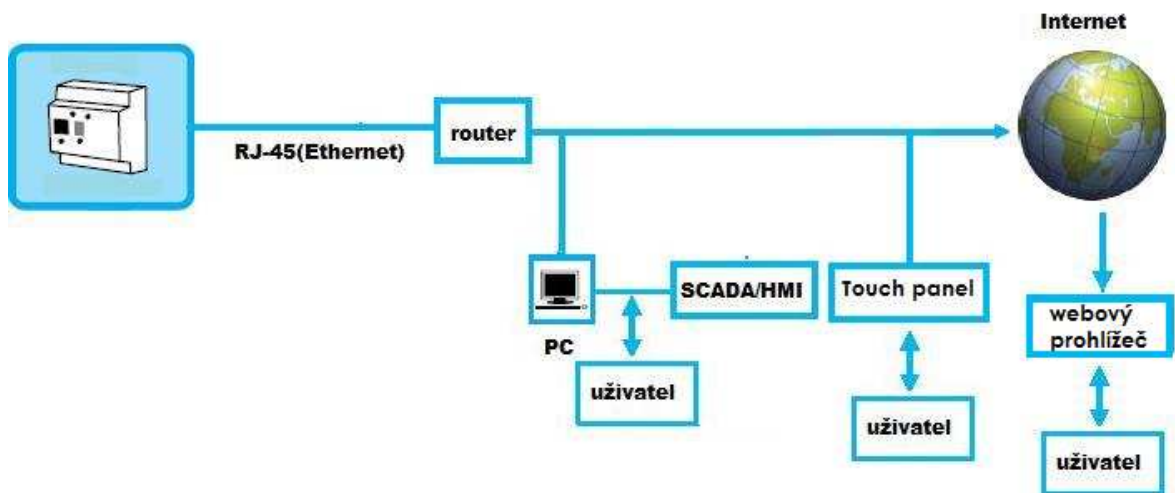 Internet
router
RJ-45(Ethernet)
SCADA/HMI
Touch panel
webový
prohlížeč
PC
uživatel
uživatel
uživatel